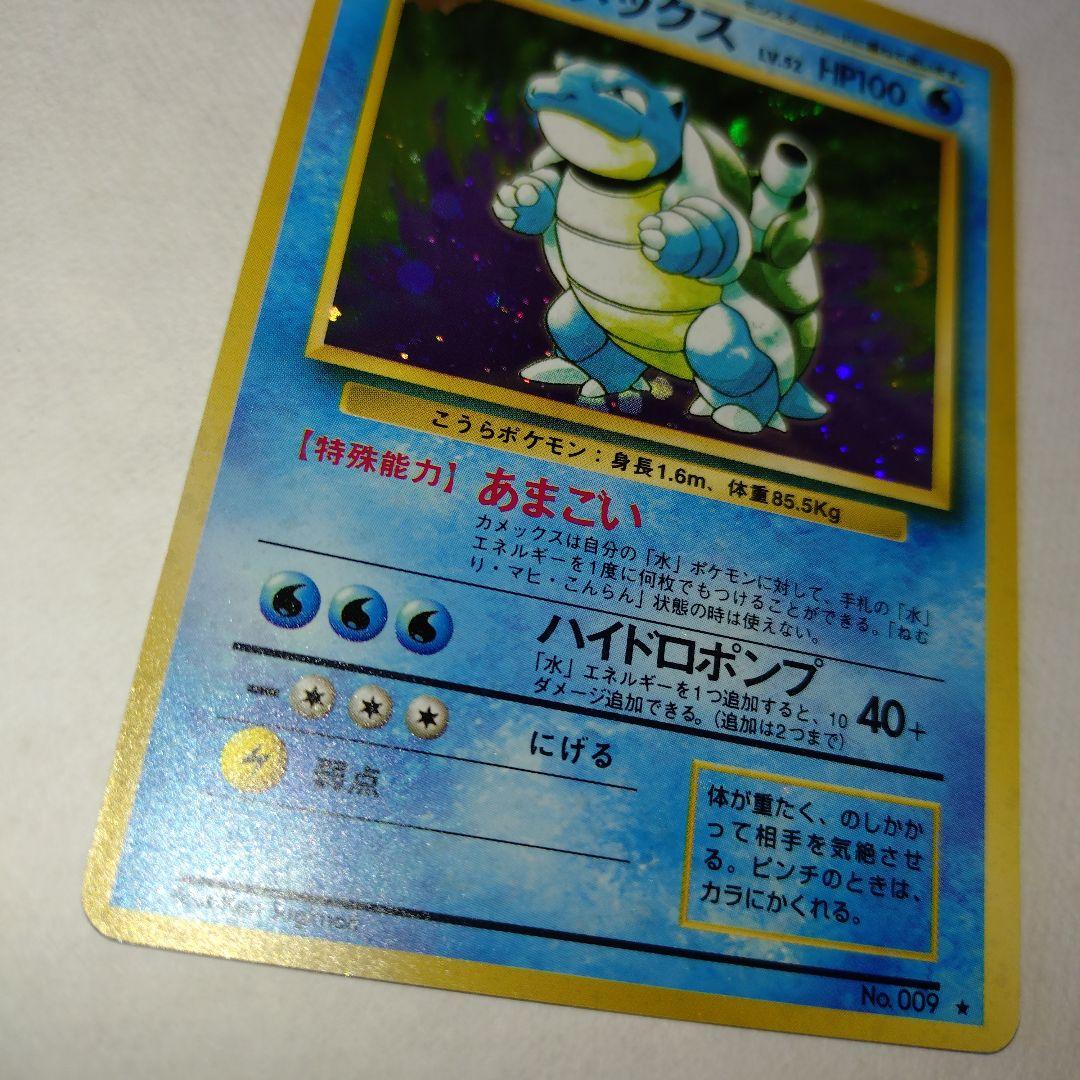 メックス LV.52 HP100
こうらポケモン：身長1.6m、体重85.5Kg
【特殊能力】あまごい
カメックスは自分の「水」ポケモンに対して、手札の「水」
エネルギーを1度に何枚でもつけることができる。「ねむ
り・マヒ・こんらん」状態の時は使えない。
ハイドロポンプ 40+
「水」エネルギーを1つ追加すると、10
ダメージ追加できる。（追加は2つまで）
にげる
弱点
体が重たく、のしかか
って相手を気絶させ
る。ピンチのときは、
カラにかくれる。
Ken Sugimori
No. 009 ★